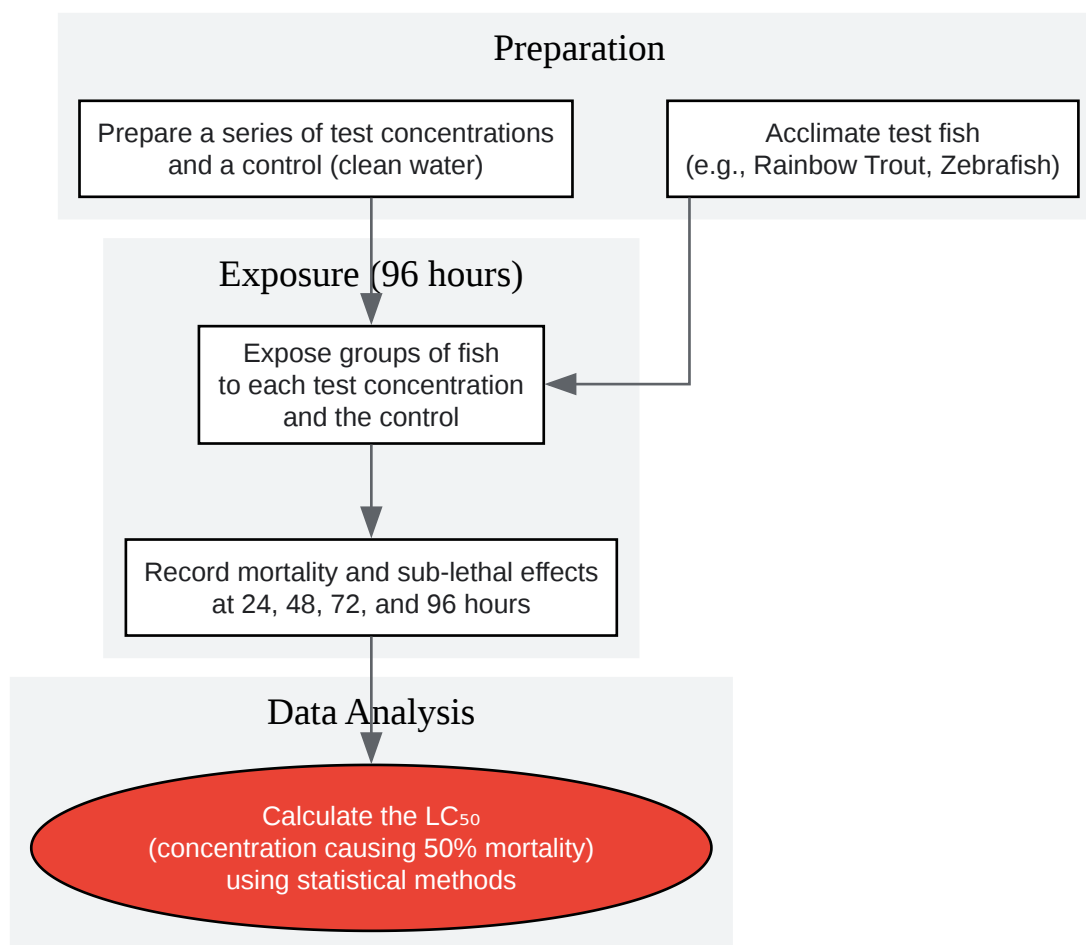 Preparation
Prepare a series of test concentrations
and a control (clean water)
Acclimate test fish
(e.g., Rainbow Trout, Zebrafish)
Exposure (96 hours)
Expose groups of fish
to each test concentration
and the control
Record mortality and sub-lethal effects
at 24, 48, 72, and 96 hours
Data Analysis
Calculate the LC₅₀
(concentration causing 50% mortality)
using statistical methods